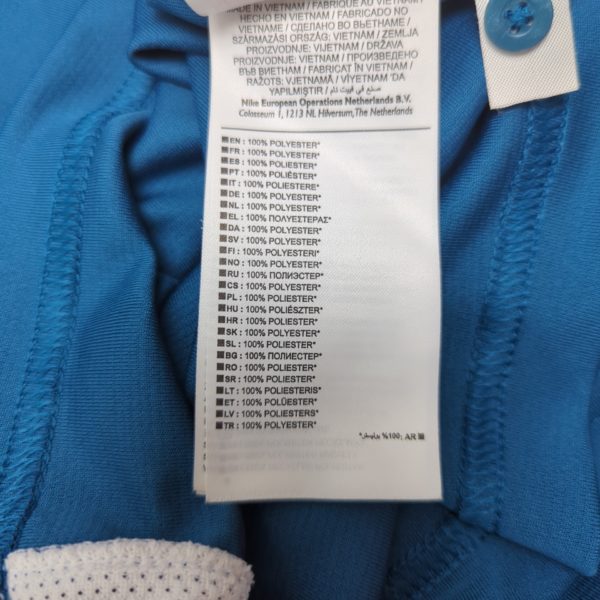 MADE IN VIETNAM / FABRIQUÉ AU VIETNAM/
HECHO EN VIETNAM / FABRICADO NO
VIETNAME / СДЕЛАНО ВО ВЬЕТНАМЕ /
SZÁRMAZÁSI ORSZÁG: VIETNAM / ZEMLJA
PROIZVODNJE: VIJETNAM / DRŽAVA
PROIZVODNJE: VIETNAM / ПРОИЗВЕДЕНО
ВЪВ ВИЕТНАМ / FABRICAT ÎN VIETNAM /
RAŽOTS: VJETNAMĀ / VİYETNAM 'DA
YAPILMIŞTIR / صنع في فييت نام
Nike European Operations Netherlands B.V.
Colosseum 1, 1213 NL Hilversum, The Netherlands
EN : 100% POLYESTER*
FR : 100% POLYESTER*
ES : 100% POLIÉSTER*
PT : 100% POLIÉSTER*
IT : 100% POLIESTERE*
DE : 100% POLYESTER*
NL : 100% POLYESTER*
EL : 100% ΠΟΛΥΕΣΤΕΡΑΣ*
DA : 100% POLYESTER*
SV : 100% POLYESTER*
FI : 100% POLYESTERI*
NO : 100% POLYESTER*
RU : 100% ПОЛИЭСТЕР*
CS : 100% POLYESTER*
PL : 100% POLIESTER*
HU : 100% POLIÉSZTER*
HR : 100% POLIESTER*
SK : 100% POLYESTER*
SL : 100% POLIESTER*
BG : 100% ПОЛИЕСТЕР*
RO : 100% POLIESTER*
SR : 100% POLIESTER*
LT : 100% POLIESTERIS*
ET : 100% POLÜESTER*
LV : 100% POLIESTERS*
TR : 100% POLYESTER*
AR :100%